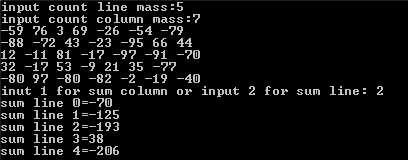 input count line mass:5
input count column mass:7
-59 76 3 69 -26 -54 -79
-88 -72 43 -23 -95 66 44
12 -11 81 -17 -97 -91 -70
32 -17 53 -9 21 35 -77
-80 97 -80 -82 -2 -19 -40
inut 1 for sum column or input 2 for sum line: 2
sum line 0=-70
sum line 1=-125
sum line 2=-193
sum line 3=38
sum line 4=-206